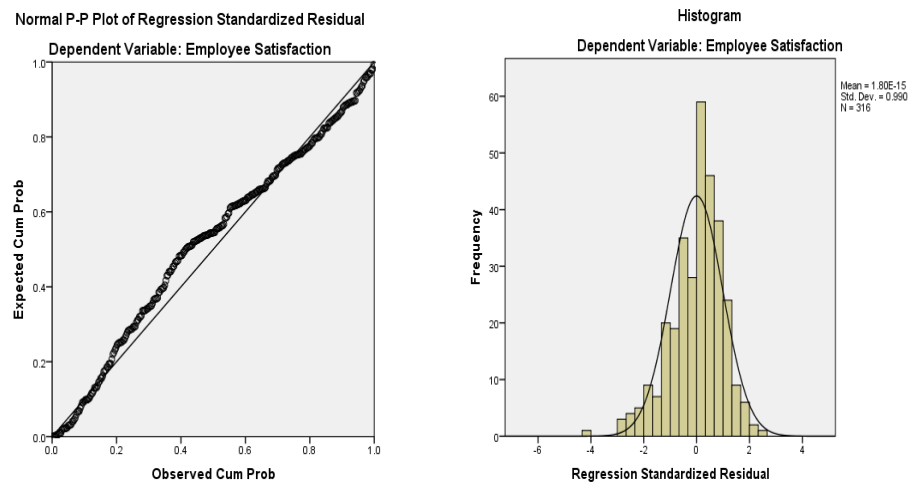 Normal P-P Plot of Regression Standardized Residual
Dependent Variable: Employee Satisfaction
1.0
0.8
0.6
0.4
0.2
0.0
0.0 0.2 0.4 0.6 0.8 1.0
Expected Cum Prob
Observed Cum Prob
Histogram
Dependent Variable: Employee Satisfaction
Mean = 1.80E-15
Std. Dev. = 0.990
N = 316
60
50
40
30
20
10
0
-6 -4 -2 0 2 4
Frequency
Regression Standardized Residual